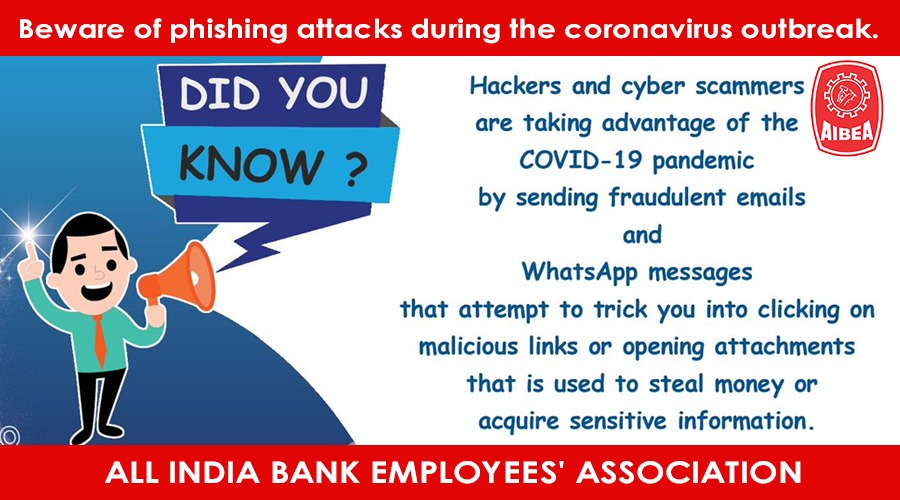 Beware of phishing attacks during the coronavirus outbreak.
DID YOU
KNOW ?
Hackers and cyber scammers
are taking advantage of the
COVID-19 pandemic
by sending fraudulent emails
and
WhatsApp messages
that attempt to trick you into clicking on
malicious links or opening attachments
that is used to steal money or
acquire sensitive information.
AIBEA
ALL INDIA BANK EMPLOYEES' ASSOCIATION